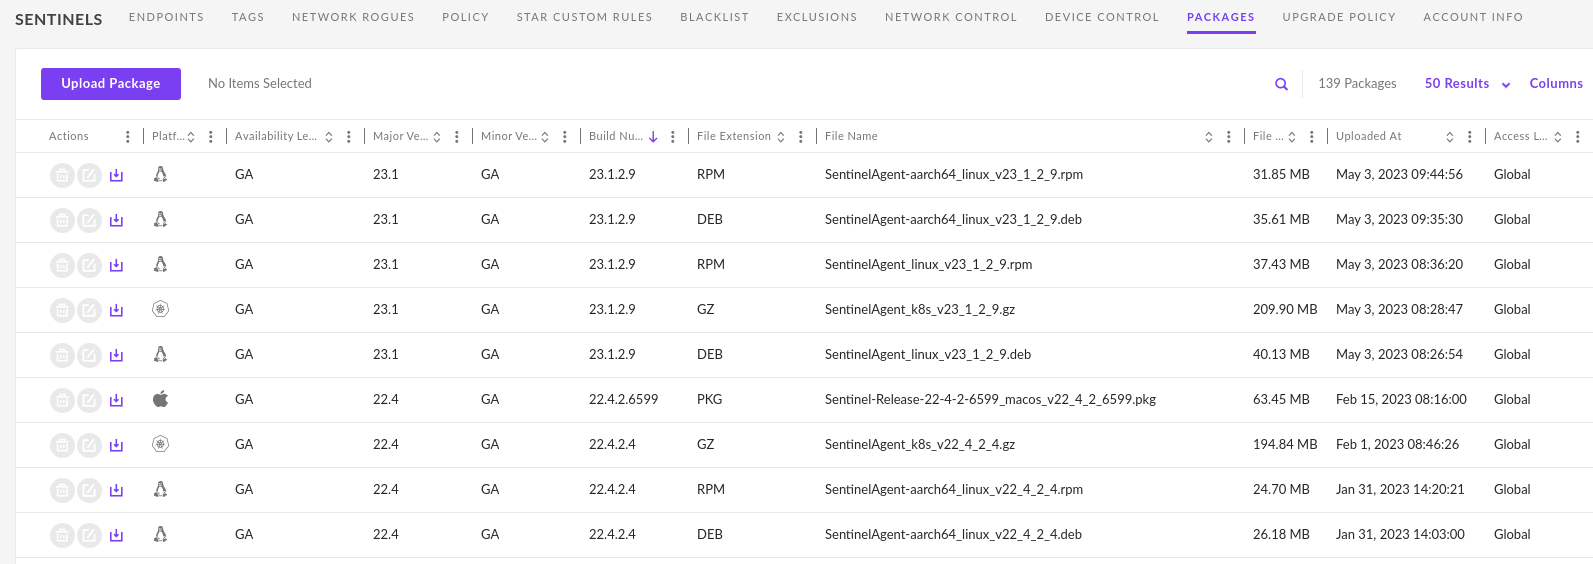 SENTINELS ENDPOINTS TAGS NETWORK ROGUES POLICY STAR CUSTOM RULES BLACKLIST EXCLUSIONS NETWORK CONTROL DEVICE CONTROL PACKAGES UPGRADE POLICY ACCOUNT INFO
Upload Package No Items Selected 139 Packages 50 Results Columns
Actions Platf... Availability Le... Major Ve... Minor Ve... Build Nu... File Extension File Name File ... Uploaded At Access L...
GA 23.1 GA 23.1.2.9 RPM SentinelAgent-aarch64_linux_v23_1_2_9.rpm 31.85 MB May 3, 2023 09:44:56 Global
GA 23.1 GA 23.1.2.9 DEB SentinelAgent-aarch64_linux_v23_1_2_9.deb 35.61 MB May 3, 2023 09:35:30 Global
GA 23.1 GA 23.1.2.9 RPM SentinelAgent_linux_v23_1_2_9.rpm 37.43 MB May 3, 2023 08:36:20 Global
GA 23.1 GA 23.1.2.9 GZ SentinelAgent_k8s_v23_1_2_9.gz 209.90 MB May 3, 2023 08:28:47 Global
GA 23.1 GA 23.1.2.9 DEB SentinelAgent_linux_v23_1_2_9.deb 40.13 MB May 3, 2023 08:26:54 Global
GA 22.4 GA 22.4.2.6599 PKG Sentinel-Release-22-4-2-6599_macos_v22_4_2_6599.pkg 63.45 MB Feb 15, 2023 08:16:00 Global
GA 22.4 GA 22.4.2.4 GZ SentinelAgent_k8s_v22_4_2_4.gz 194.84 MB Feb 1, 2023 08:46:26 Global
GA 22.4 GA 22.4.2.4 RPM SentinelAgent-aarch64_linux_v22_4_2_4.rpm 24.70 MB Jan 31, 2023 14:20:21 Global
GA 22.4 GA 22.4.2.4 DEB SentinelAgent-aarch64_linux_v22_4_2_4.deb 26.18 MB Jan 31, 2023 14:03:00 Global